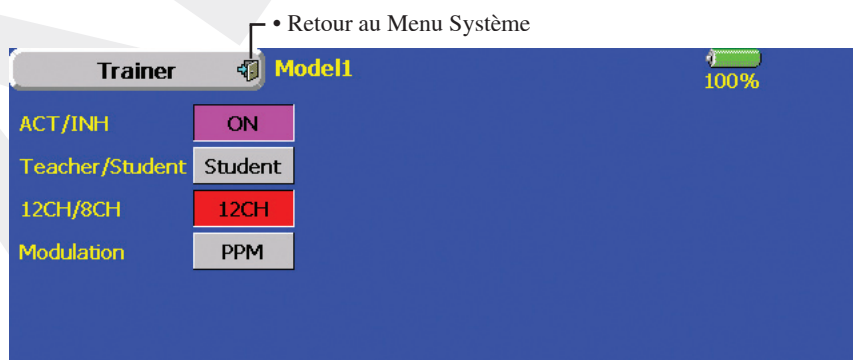 • Retour au Menu Système
Trainer Model1 100%
ACT/INH ON
Teacher/Student Student
12CH/8CH 12CH
Modulation PPM